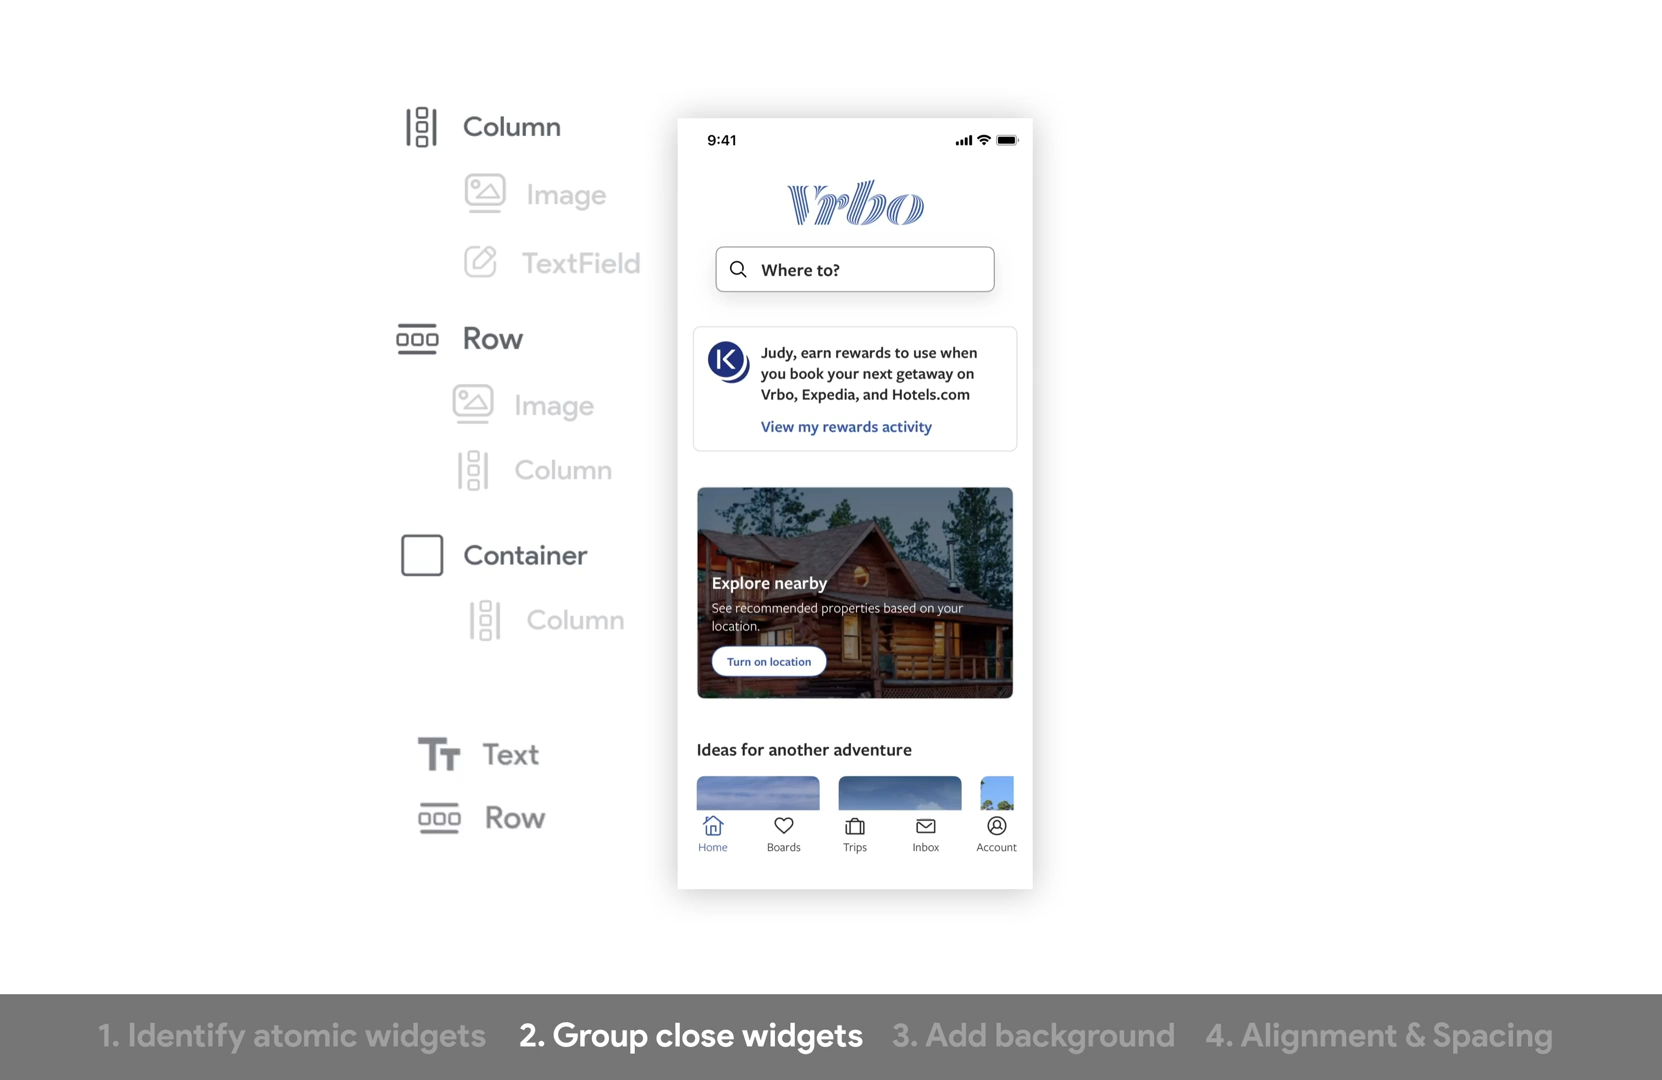 Column
Image
TextField
Row
Image
Column
Container
Column
Text
Row
9:41
Vrbo
Where to?
Judy, earn rewards to use when
you book your next getaway on
Vrbo, Expedia, and Hotels.com
View my rewards activity
Explore nearby
See recommended properties based on your
location.
Turn on location
Ideas for another adventure
Home
Boards
Trips
Inbox
Account
1. Identify atomic widgets
2. Group close widgets
3. Add background
4. Alignment & Spacing